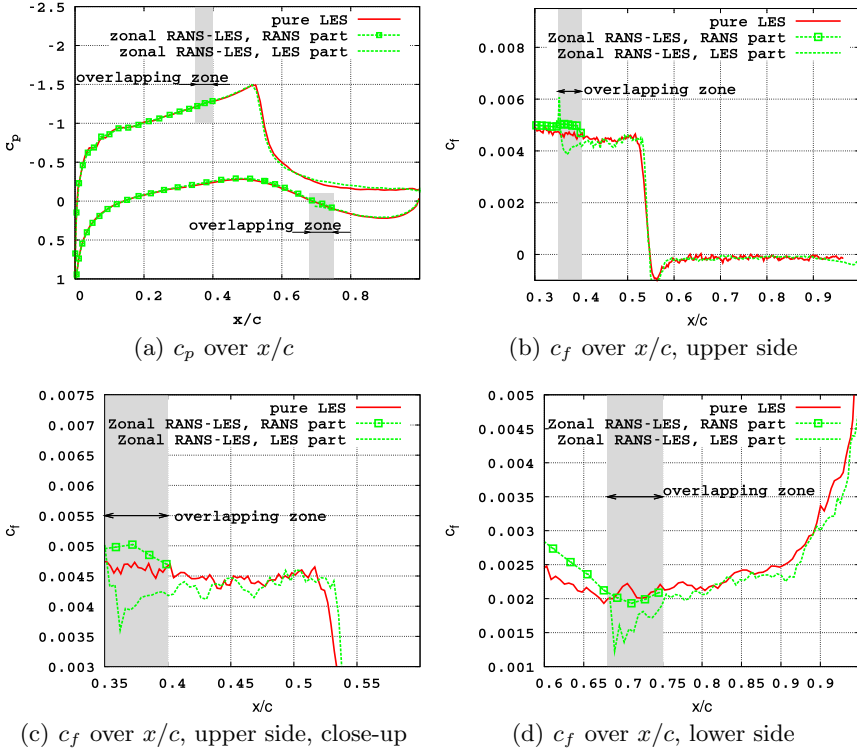 -2.5
-1.5
-1
-0.5
0
0.5
1
c_p
pure LES
zonal RANS-LES, RANS part
zonal RANS-LES, LES part
overlapping zone
overlapping zone
0 0.2 0.4 0.6 0.8
x/c
(a) c_p over x/c
0.008
0.006
0.004
0.002
0
c_f
pure LES
Zonal RANS-LES, RANS part
Zonal RANS-LES, LES part
overlapping zone
0.3 0.4 0.5 0.6 0.7 0.8 0.9
x/c
(b) c_f over x/c, upper side
0.0075
0.007
0.0065
0.006
0.0055
0.005
0.0045
0.004
0.0035
0.003
c_f
pure LES
Zonal RANS-LES, RANS part
Zonal RANS-LES, LES part
overlapping zone
0.35 0.4 0.45 0.5 0.55
x/c
(c) c_f over x/c, upper side, close-up
0.005
0.0045
0.004
0.0035
0.003
0.0025
0.002
0.0015
0.001
c_f
pure LES
Zonal RANS-LES, RANS part
Zonal RANS-LES, LES part
overlapping zone
0.6 0.6 0.7 0.7 0.8 0.8 0.9 0.9
x/c
(d) c_f over x/c, lower side